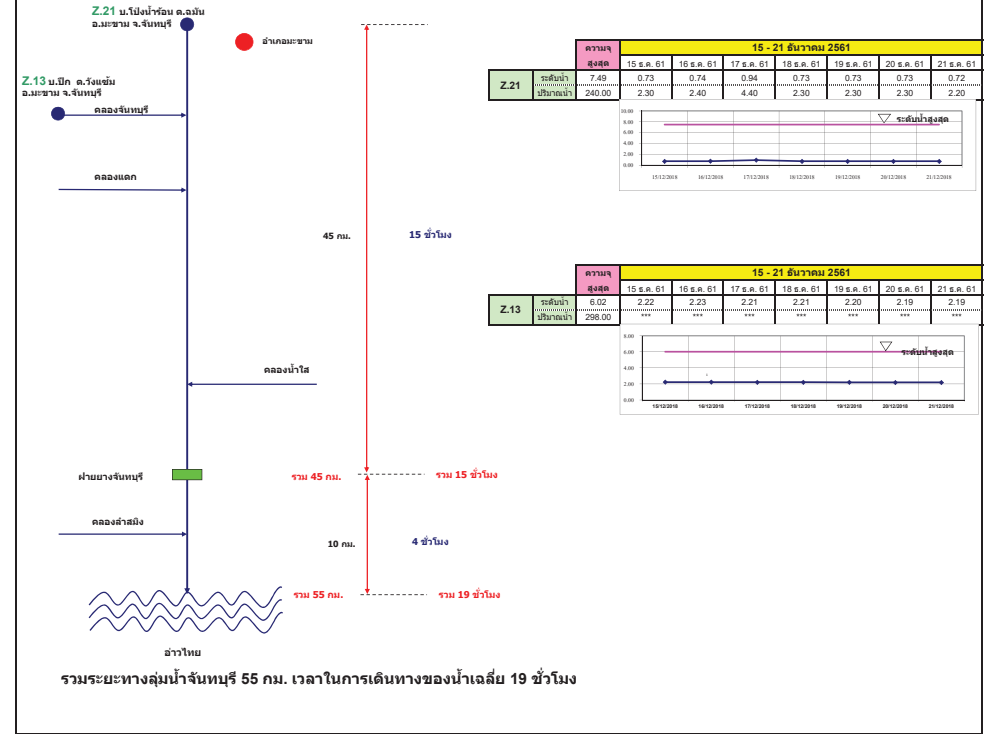 Z.21 บ.โป่งน้ำร้อน ต.ฉมัน
อ.มะขาม จ.จันทบุรี
อำเภอมะขาม
Z.13 บ.ปึก ต.วังแซ้ม
อ.มะขาม จ.จันทบุรี
คลองจันทบุรี
คลองแตก
45 กม.
15 ชั่วโมง
คลองน้ำใส
ฝายยางจันทบุรี
รวม 45 กม.
รวม 15 ชั่วโมง
คลองลำสมิง
10 กม.
4 ชั่วโมง
รวม 55 กม.
รวม 19 ชั่วโมง
อ่าวไทย
รวมระยะทางลุ่มน้ำจันทบุรี 55 กม. เวลาในการเดินทางของน้ำเฉลี่ย 19 ชั่วโมง
ความจุ 15 - 21 ธันวาคม 2561
สูงสุด 15 ธ.ค. 61 16 ธ.ค. 61 17 ธ.ค. 61 18 ธ.ค. 61 19 ธ.ค. 61 20 ธ.ค. 61 21 ธ.ค. 61
Z.21 ระดับน้ำ 7.49 0.73 0.74 0.94 0.73 0.73 0.73 0.72
ปริมาณน้ำ 240.00 2.30 2.40 4.40 2.30 2.30 2.30 2.20
10.00
8.00
6.00
4.00
2.00
0.00
ระดับน้ำสูงสุด
15/12/2018 16/12/2018 17/12/2018 18/12/2018 19/12/2018 20/12/2018 21/12/2018
ความจุ 15 - 21 ธันวาคม 2561
สูงสุด 15 ธ.ค. 61 16 ธ.ค. 61 17 ธ.ค. 61 18 ธ.ค. 61 19 ธ.ค. 61 20 ธ.ค. 61 21 ธ.ค. 61
Z.13 ระดับน้ำ 6.02 2.22 2.23 2.21 2.21 2.20 2.19 2.19
ปริมาณน้ำ 298.00 *** *** *** *** *** *** ***
8.00
6.00
4.00
2.00
0.00
ระดับน้ำสูงสุด
15/12/2018 16/12/2018 17/12/2018 18/12/2018 19/12/2018 20/12/2018 21/12/2018